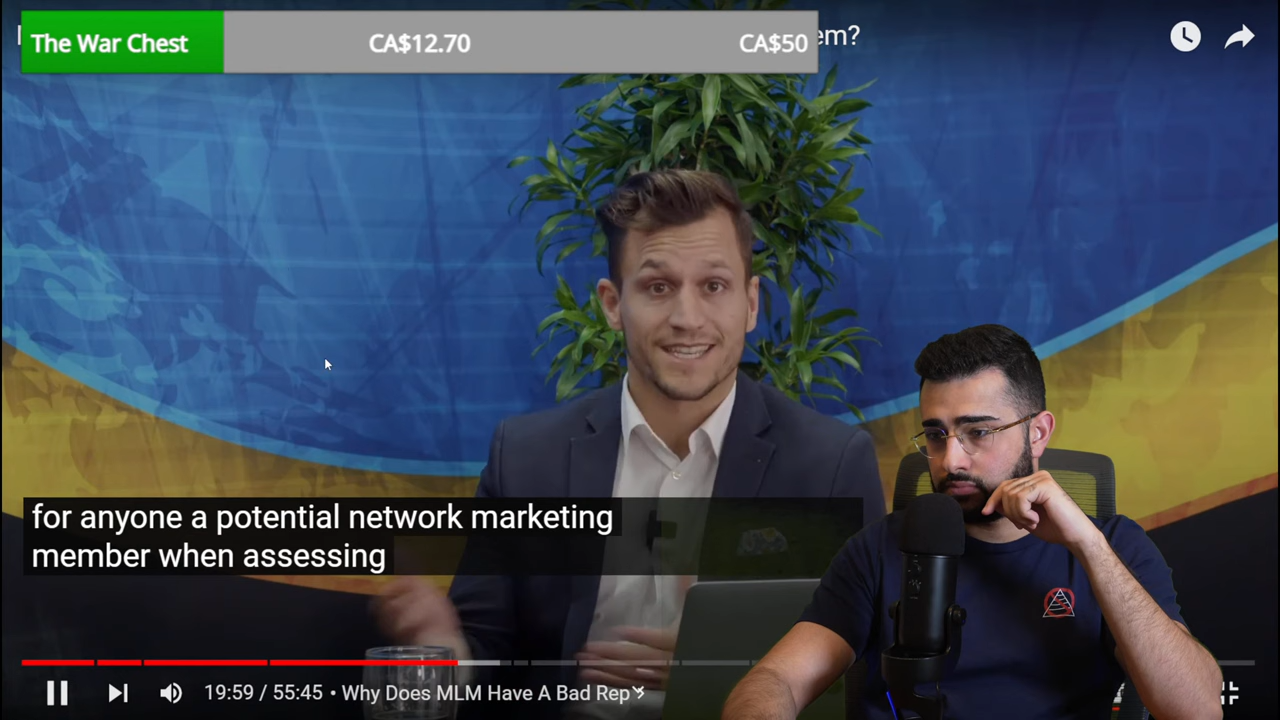 The War Chest
CA$12.70
CA$50
em?
for anyone a potential network marketing
member when assessing
19:59 / 55:45 • Why Does MLM Have A Bad Rep